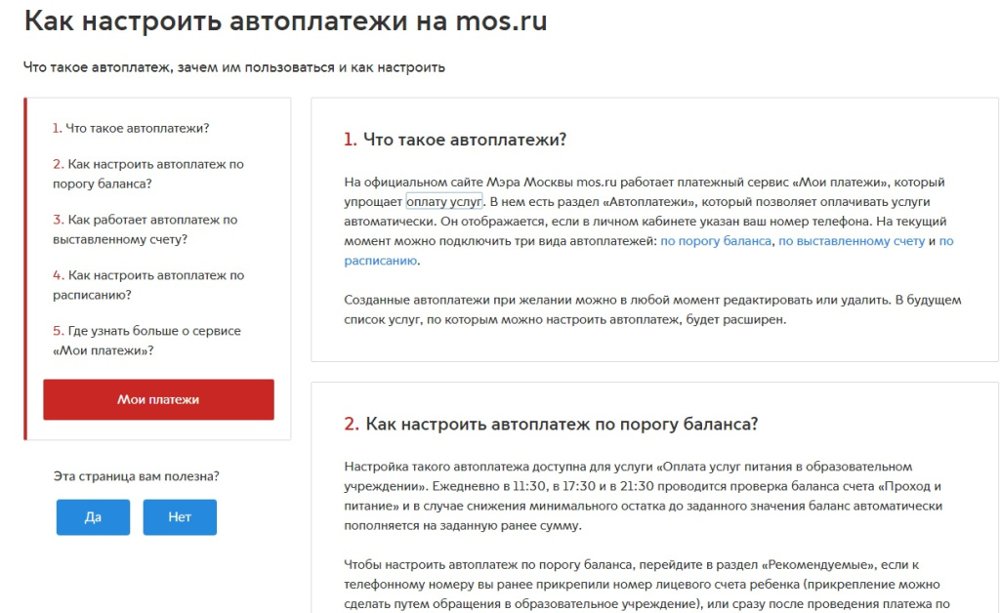 Как настроить автоплатежи на mos.ru
Что такое автоплатеж, зачем им пользоваться и как настроить
1. Что такое автоплатежи?
2. Как настроить автоплатеж по
порогу баланса?
3. Как работает автоплатеж по
выставленному счету?
4. Как настроить автоплатеж по
расписанию?
5. Где узнать больше о сервисе
«Мои платежи»?
Мои платежи
Эта страница вам полезна?
Да
Нет
1. Что такое автоплатежи?
На официальном сайте Мэра Москвы mos.ru работает платежный сервис «Мои платежи», который
упрощает оплату услуг. В нем есть раздел «Автоплатежи», который позволяет оплачивать услуги
автоматически. Он отображается, если в личном кабинете указан ваш номер телефона. На текущий
момент можно подключить три вида автоплатежей: по порогу баланса, по выставленному счету и по
расписанию.
Созданные автоплатежи при желании можно в любой момент редактировать или удалить. В будущем
список услуг, по которым можно настроить автоплатеж, будет расширен.
2. Как настроить автоплатеж по порогу баланса?
Настройка такого автоплатежа доступна для услуги «Оплата услуг питания в образовательном
учреждении». Ежедневно в 11:30, в 17:30 и в 21:30 проводится проверка баланса счета «Проход и
питание» и в случае снижения минимального остатка до заданного значения баланс автоматически
пополняется на заданную ранее сумму.
Чтобы настроить автоплатеж по порогу баланса, перейдите в раздел «Рекомендуемые», если к
телефонному номеру вы ранее прикрепили номер лицевого счета ребенка (прикрепление можно
сделать путем обращения в образовательное учреждение), или сразу после проведения платежа по